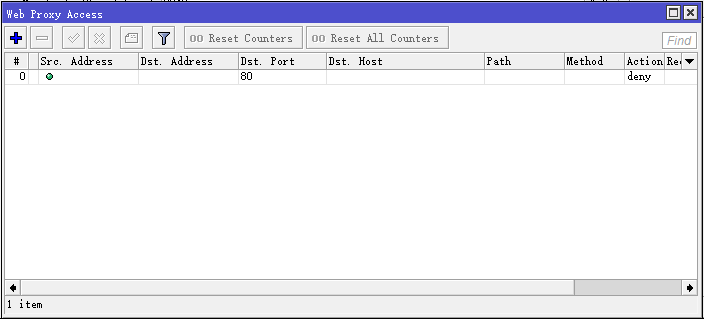 Web Proxy Access
00 Reset Counters 00 Reset All Counters Find
# Src. Address Dst. Address Dst. Port Dst. Host Path Method Action
0 80 deny
1 item